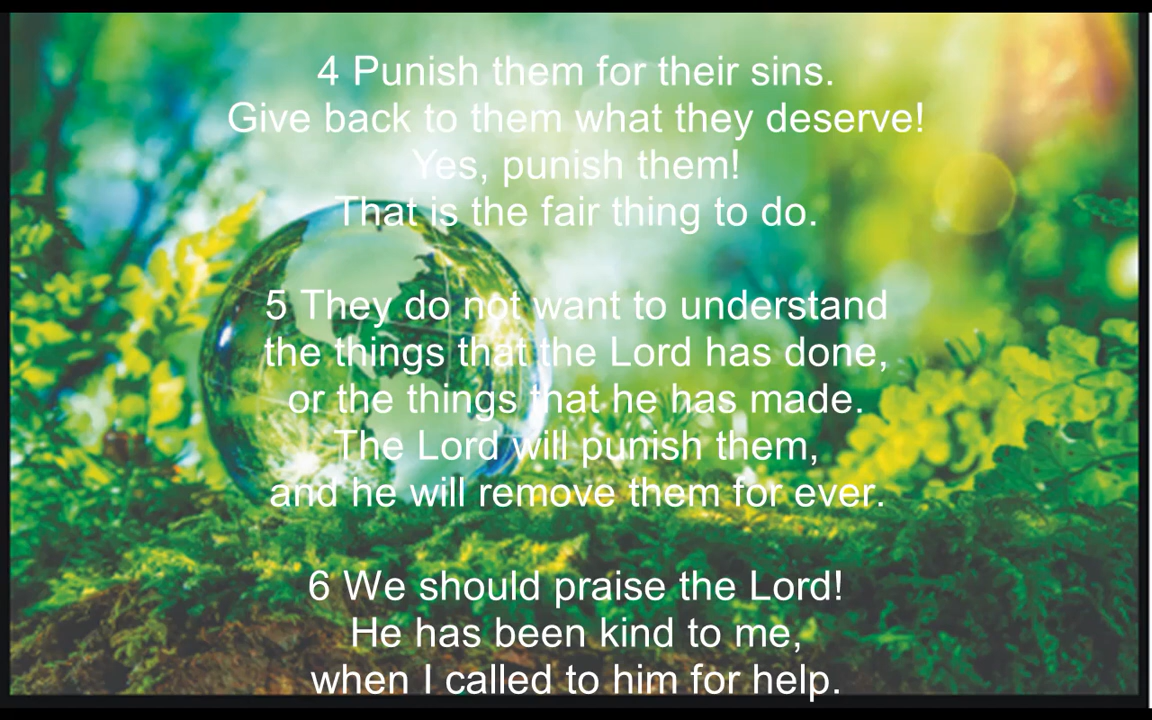 4 Punish them for their sins.
Give back to them what they deserve!
Yes, punish them!
That is the fair thing to do.
5 They do not want to understand
the things that the Lord has done,
or the things that he has made.
The Lord will punish them,
and he will remove them for ever.
6 We should praise the Lord!
He has been kind to me,
when I called to him for help.